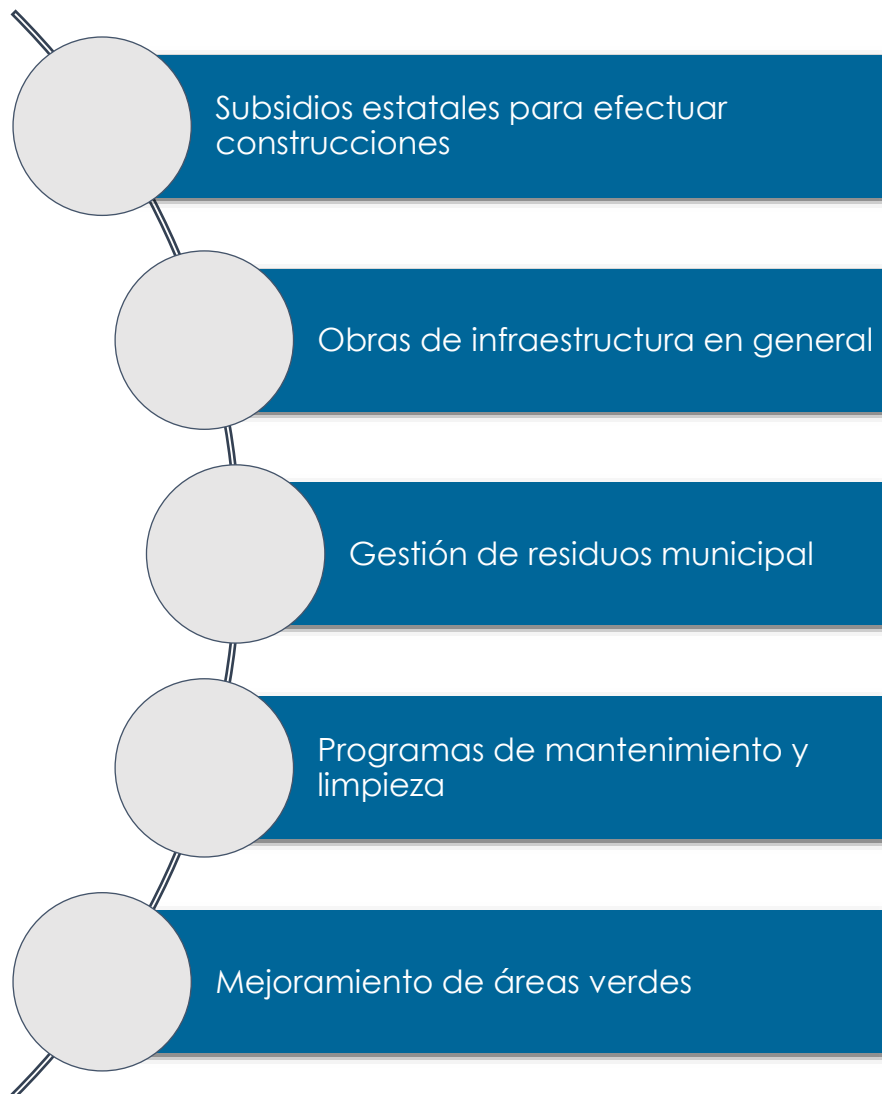 Subsidios estatales para efectuar
construcciones
Obras de infraestructura en general
Gestión de residuos municipal
Programas de mantenimiento y
limpieza
Mejoramiento de áreas verdes